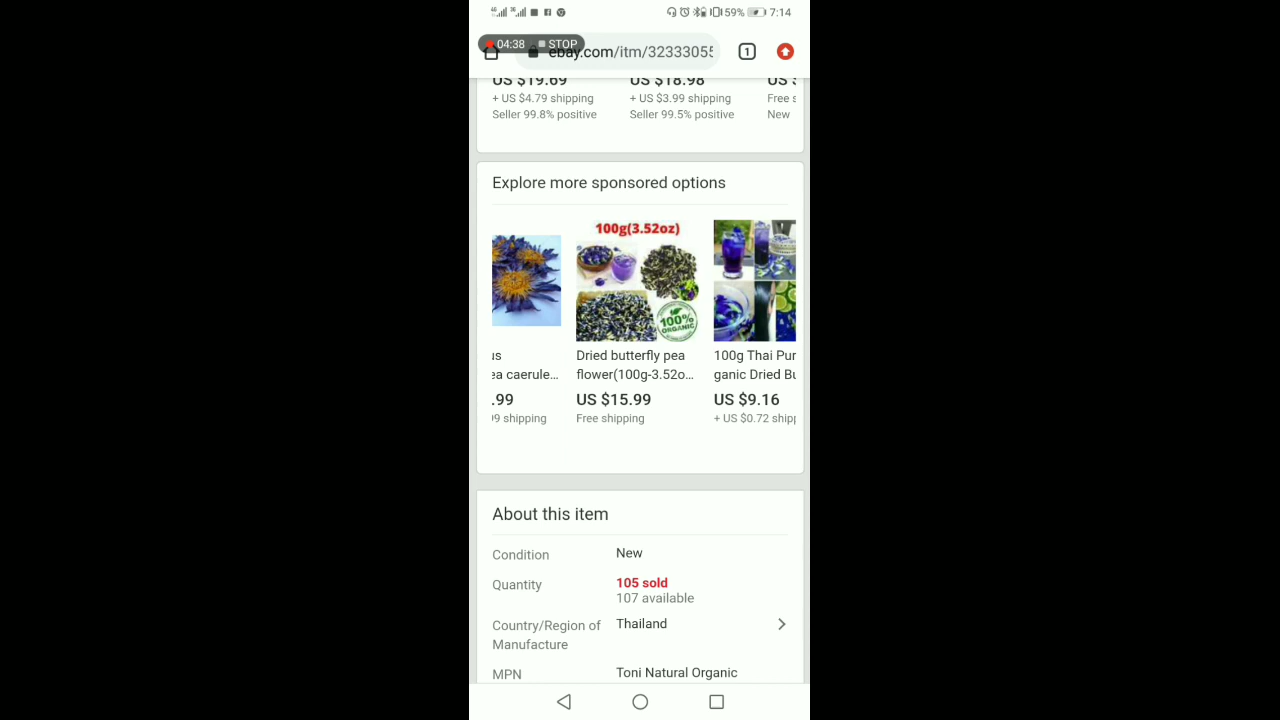 59% 7:14
04:38 STOP
ebay.com/itm/32333055
1
US $19.69
+ US $4.79 shipping
Seller 99.8% positive
US $18.98
+ US $3.99 shipping
Seller 99.5% positive
US
Free
New
Explore more sponsored options
100g(3.52oz)
100%
ORGANIC
ea caerule...
.99
shipping
Dried butterfly pea
flower(100g-3.52o...
US $15.99
Free shipping
100g Thai Pur
ganic Dried Bu
US $9.16
+ US $0.72 shipp
About this item
Condition
New
Quantity
105 sold
107 available
Country/Region of
Manufacture
Thailand
MPN
Toni Natural Organic